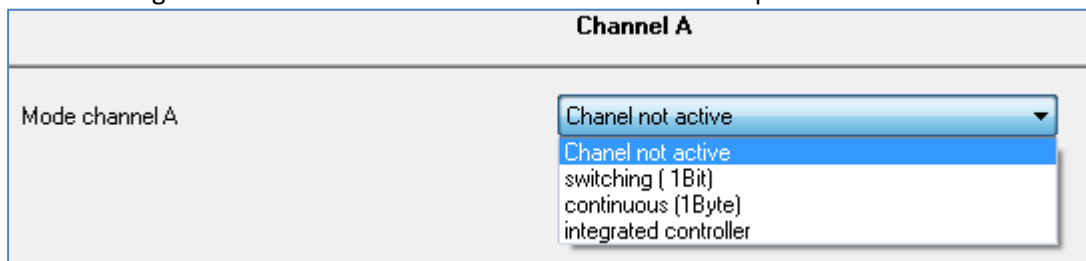 Channel A
Mode channel A
Chanel not active
Chanel not active
switching ( 1Bit)
continuous (1Byte)
integrated controller